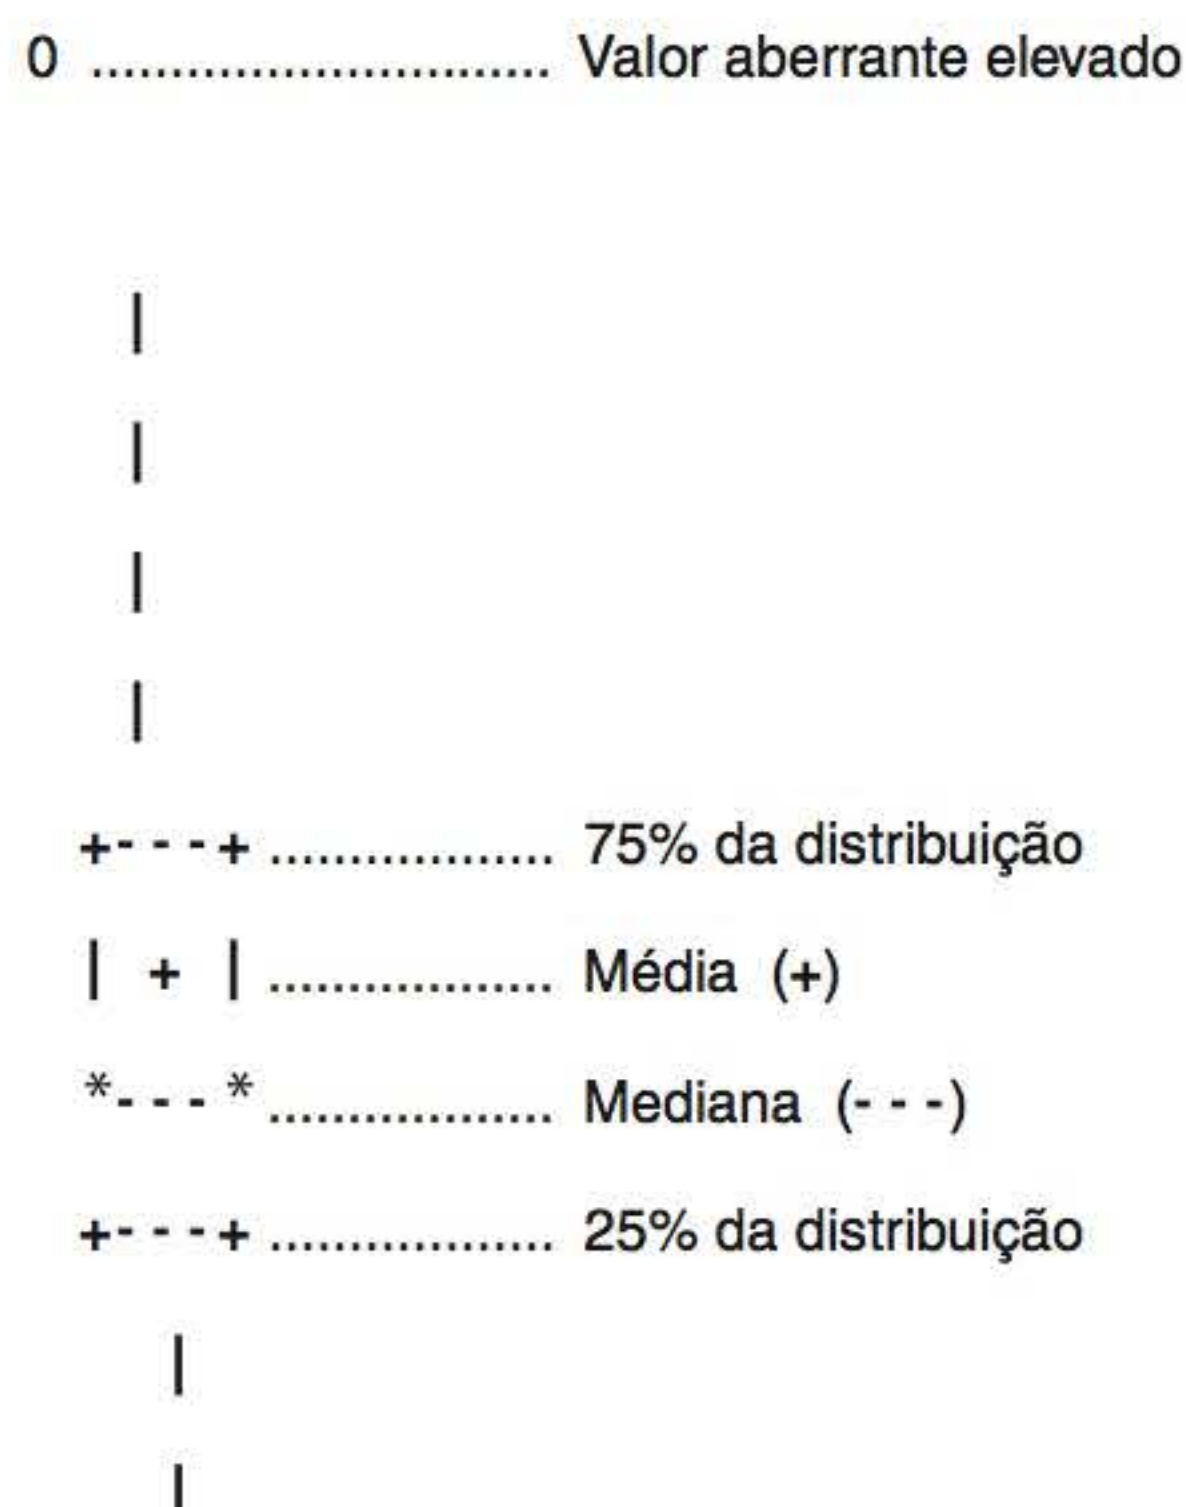 0 ............................. Valor aberrante elevado
|
|
|
|
+- - -+ .................. 75% da distribuição
| + | .................. Média (+)
*- - -* .................. Mediana (- - -)
+- - -+ .................. 25% da distribuição
|
|